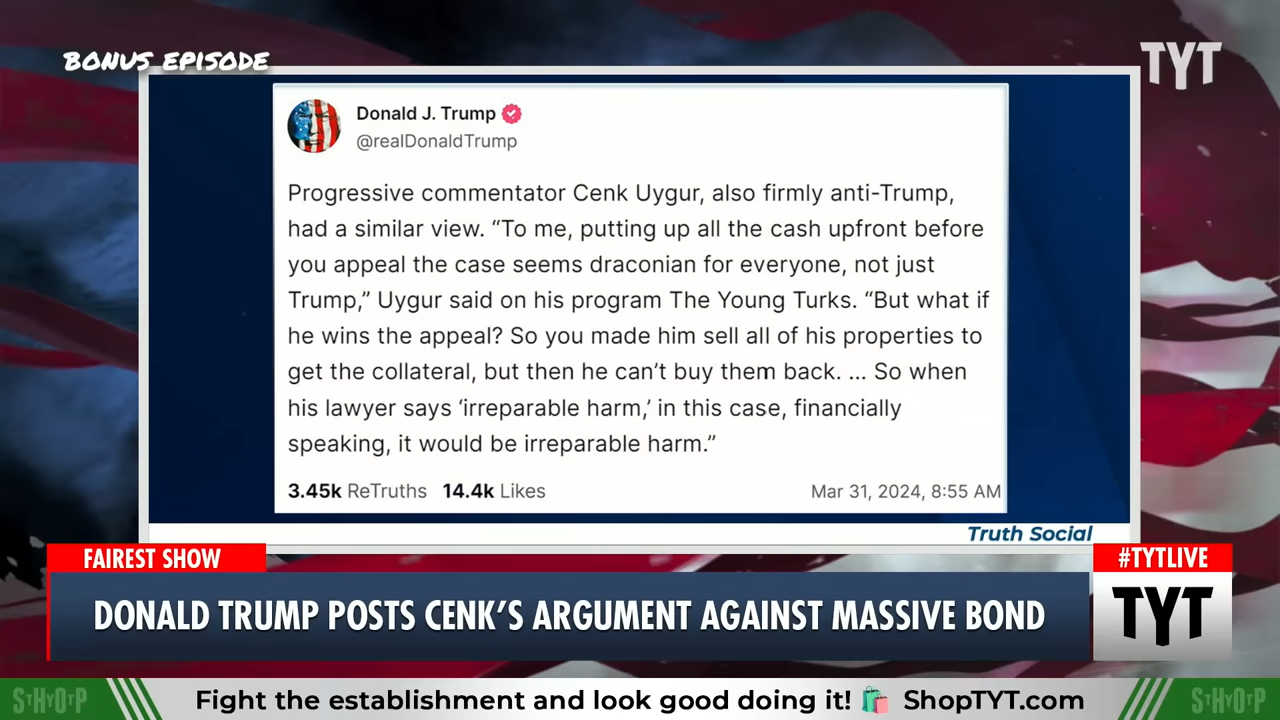 BONUS EPISODE
TYT
Donald J. Trump
@realDonaldTrump
Progressive commentator Cenk Uygur, also firmly anti-Trump,
had a similar view. “To me, putting up all the cash upfront before
you appeal the case seems draconian for everyone, not just
Trump,” Uygur said on his program The Young Turks. “But what if
he wins the appeal? So you made him sell all of his properties to
get the collateral, but then he can’t buy them back. ... So when
his lawyer says ‘irreparable harm,’ in this case, financially
speaking, it would be irreparable harm.”
3.45k ReTruths 14.4k Likes
Mar 31, 2024, 8:55 AM
Truth Social
FAIREST SHOW
#TYTLIVE
DONALD TRUMP POSTS CENK’S ARGUMENT AGAINST MASSIVE BOND
TYT
STHYOTP
Fight the establishment and look good doing it! 🛍️ ShopTYT.com
STHYOTP